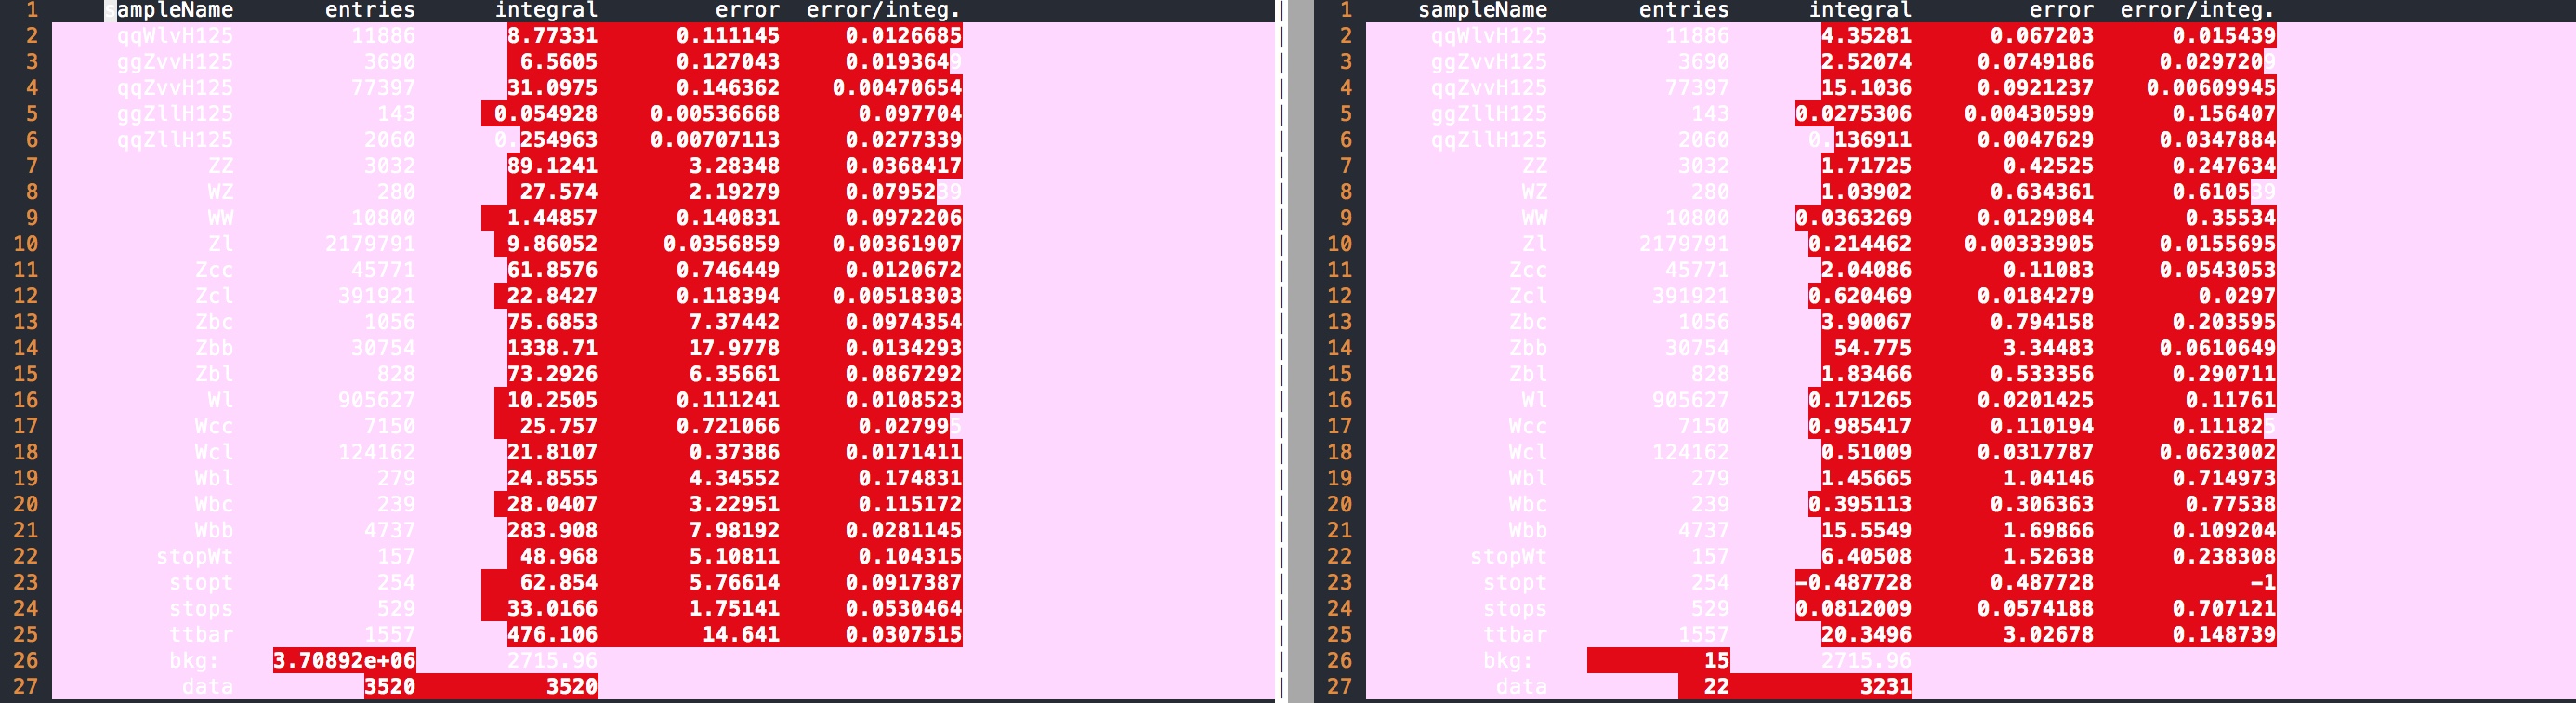 1 sampleName entries integral error error/integ.
2 qqWlvH125 11886 8.77331 0.111145 0.0126685
3 ggZvvH125 3690 6.5605 0.127043 0.0193649
4 qqZvvH125 77397 31.0975 0.146362 0.00470654
5 ggZllH125 143 0.054928 0.00536668 0.097704
6 qqZllH125 2060 0.254963 0.00707113 0.0277339
7 ZZ 3032 89.1241 3.28348 0.0368417
8 WZ 280 27.574 2.19279 0.0795239
9 WW 10800 1.44857 0.140831 0.0972206
10 Zl 2179791 9.86052 0.0356859 0.00361907
11 Zcc 45771 61.8576 0.746449 0.0120672
12 Zcl 391921 22.8427 0.118394 0.00518303
13 Zbc 1056 75.6853 7.37442 0.0974354
14 Zbb 30754 1338.71 17.9778 0.0134293
15 Zbl 828 73.2926 6.35661 0.0867292
16 Wl 905627 10.2505 0.111241 0.0108523
17 Wcc 7150 25.757 0.721066 0.027995
18 Wcl 124162 21.8107 0.37386 0.0171411
19 Wbl 279 24.8555 4.34552 0.174831
20 Wbc 239 28.0407 3.22951 0.115172
21 Wbb 4737 283.908 7.98192 0.0281145
22 stopWt 157 48.968 5.10811 0.104315
23 stopt 254 62.854 5.76614 0.0917387
24 stops 529 33.0166 1.75141 0.0530464
25 ttbar 1557 476.106 14.641 0.0307515
26 bkg: 3.70892e+06 2715.96
27 data 3520 3520
1 sampleName entries integral error error/integ.
2 qqWlvH125 11886 4.35281 0.067203 0.015439
3 ggZvvH125 3690 2.52074 0.0749186 0.0297209
4 qqZvvH125 77397 15.1036 0.0921237 0.00609945
5 ggZllH125 143 0.0275306 0.00430599 0.156407
6 qqZllH125 2060 0.136911 0.0047629 0.0347884
7 ZZ 3032 1.71725 0.42525 0.247634
8 WZ 280 1.03902 0.634361 0.610539
9 WW 10800 0.0363269 0.0129084 0.35534
10 Zl 2179791 0.214462 0.00333905 0.0155695
11 Zcc 45771 2.04086 0.11083 0.0543053
12 Zcl 391921 0.620469 0.0184279 0.0297
13 Zbc 1056 3.90067 0.794158 0.203595
14 Zbb 30754 54.775 3.34483 0.0610649
15 Zbl 828 1.83466 0.533356 0.290711
16 Wl 905627 0.171265 0.0201425 0.11761
17 Wcc 7150 0.985417 0.110194 0.111825
18 Wcl 124162 0.51009 0.0317787 0.0623002
19 Wbl 279 1.45665 1.04146 0.714973
20 Wbc 239 0.395113 0.306363 0.77538
21 Wbb 4737 15.5549 1.69866 0.109204
22 stopWt 157 6.40508 1.52638 0.238308
23 stopt 254 -0.487728 0.487728 -1
24 stops 529 0.0812009 0.0574188 0.707121
25 ttbar 1557 20.3496 3.02678 0.148739
26 bkg: 15 2715.96
27 data 22 3231